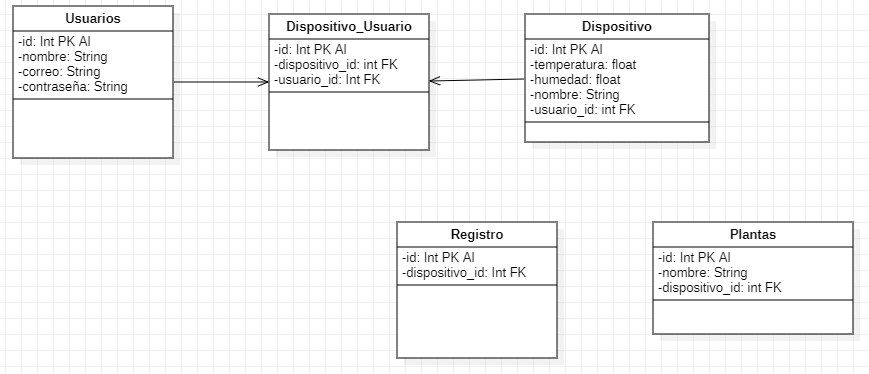 Usuarios
-id: Int PK AI
-nombre: String
-correo: String
-contraseña: String
Dispositivo_Usuario
-id: Int PK AI
-dispositivo_id: int FK
-usuario_id: Int FK
Dispositivo
-id: Int PK AI
-temperatura: float
-humedad: float
-nombre: String
-usuario_id: int FK
Registro
-id: Int PK AI
-dispositivo_id: Int FK
Plantas
-id: Int PK AI
-nombre: String
-dispositivo_id: int FK